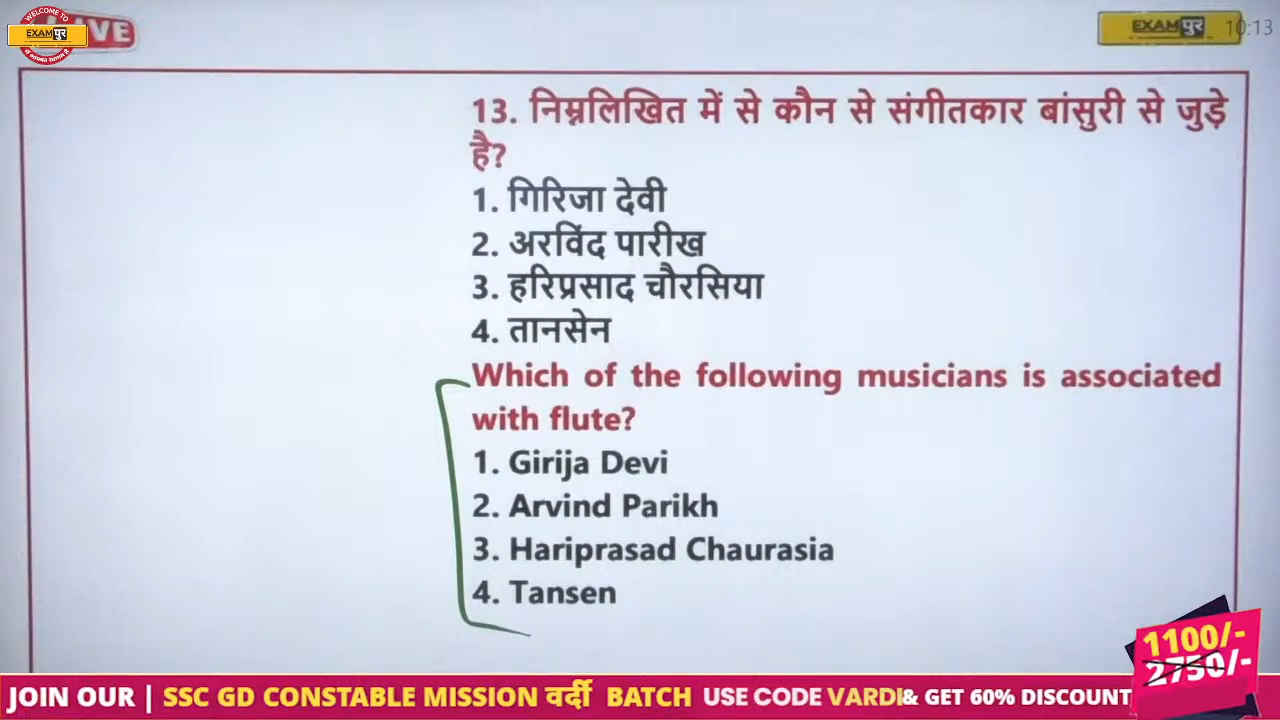 WELCOME TO
EXAMपुर
LIVE
EXAMपुर
10:13
13. निम्नलिखित में से कौन से संगीतकार बांसुरी से जुड़े
है?
1. गिरिजा देवी
2. अरविंद पारीख
3. हरिप्रसाद चौरसिया
4. तानसेन
Which of the following musicians is associated
with flute?
1. Girija Devi
2. Arvind Parikh
3. Hariprasad Chaurasia
4. Tansen
1100/-
2750/-
JOIN OUR | SSC GD CONSTABLE MISSION वर्दी BATCH USE CODE VARDI & GET 60% DISCOUNT